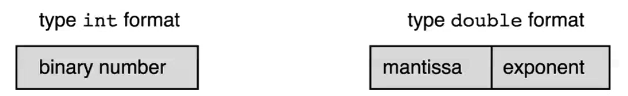 type int format
type double format
binary number
mantissa
exponent